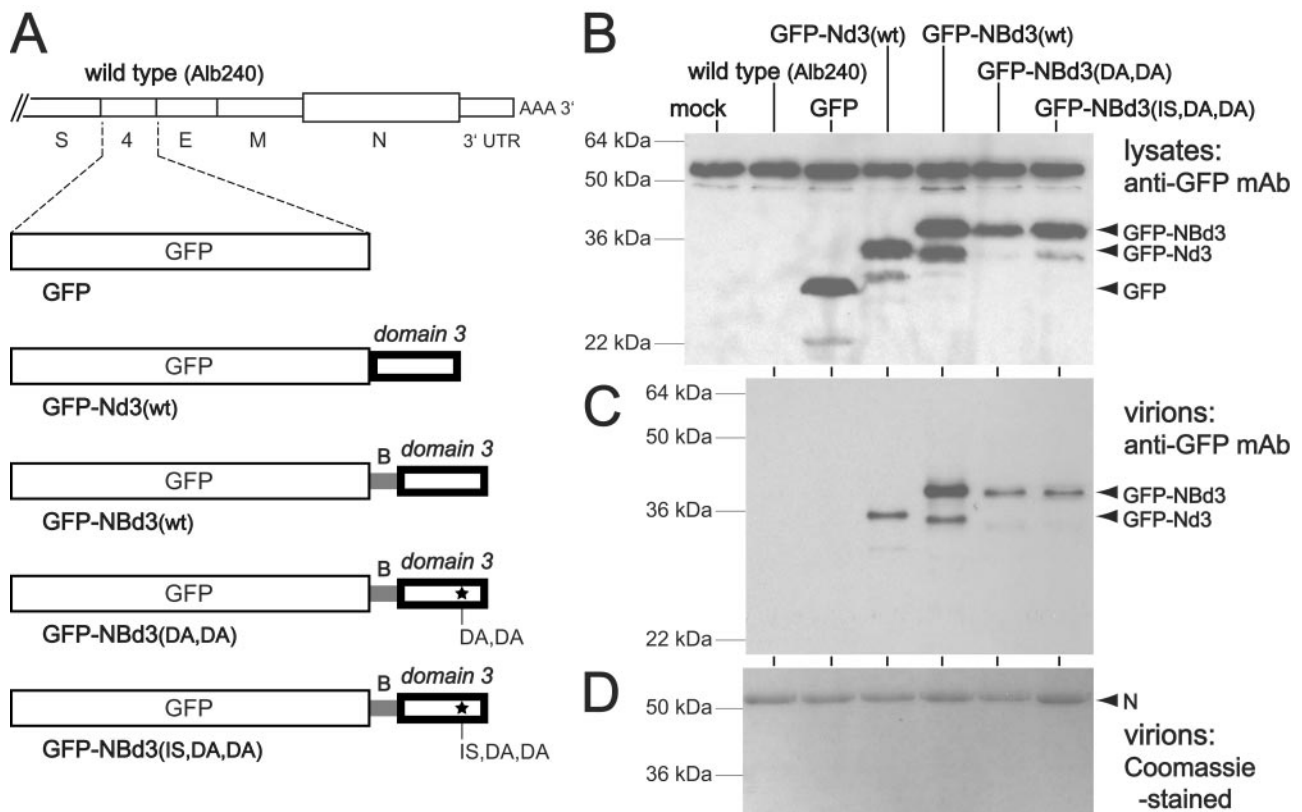 A
wild type (Alb240)
S 4 E M N 3' UTR AAA 3'
GFP
GFP
GFP domain 3
GFP-Nd3(wt)
GFP B domain 3
GFP-NBd3(wt)
GFP B domain 3
GFP-NBd3(DA,DA) DA,DA
GFP B domain 3
GFP-NBd3(IS,DA,DA) IS,DA,DA
B
GFP-Nd3(wt) GFP-NBd3(wt)
wild type (Alb240) GFP-NBd3(DA,DA)
mock GFP GFP-NBd3(IS,DA,DA)
64 kDa
50 kDa
36 kDa
22 kDa
lysates:
anti-GFP mAb
GFP-NBd3
GFP-Nd3
GFP
C
64 kDa
50 kDa
36 kDa
22 kDa
virions:
anti-GFP mAb
GFP-NBd3
GFP-Nd3
D
50 kDa
36 kDa
N
virions:
Coomassie
-stained